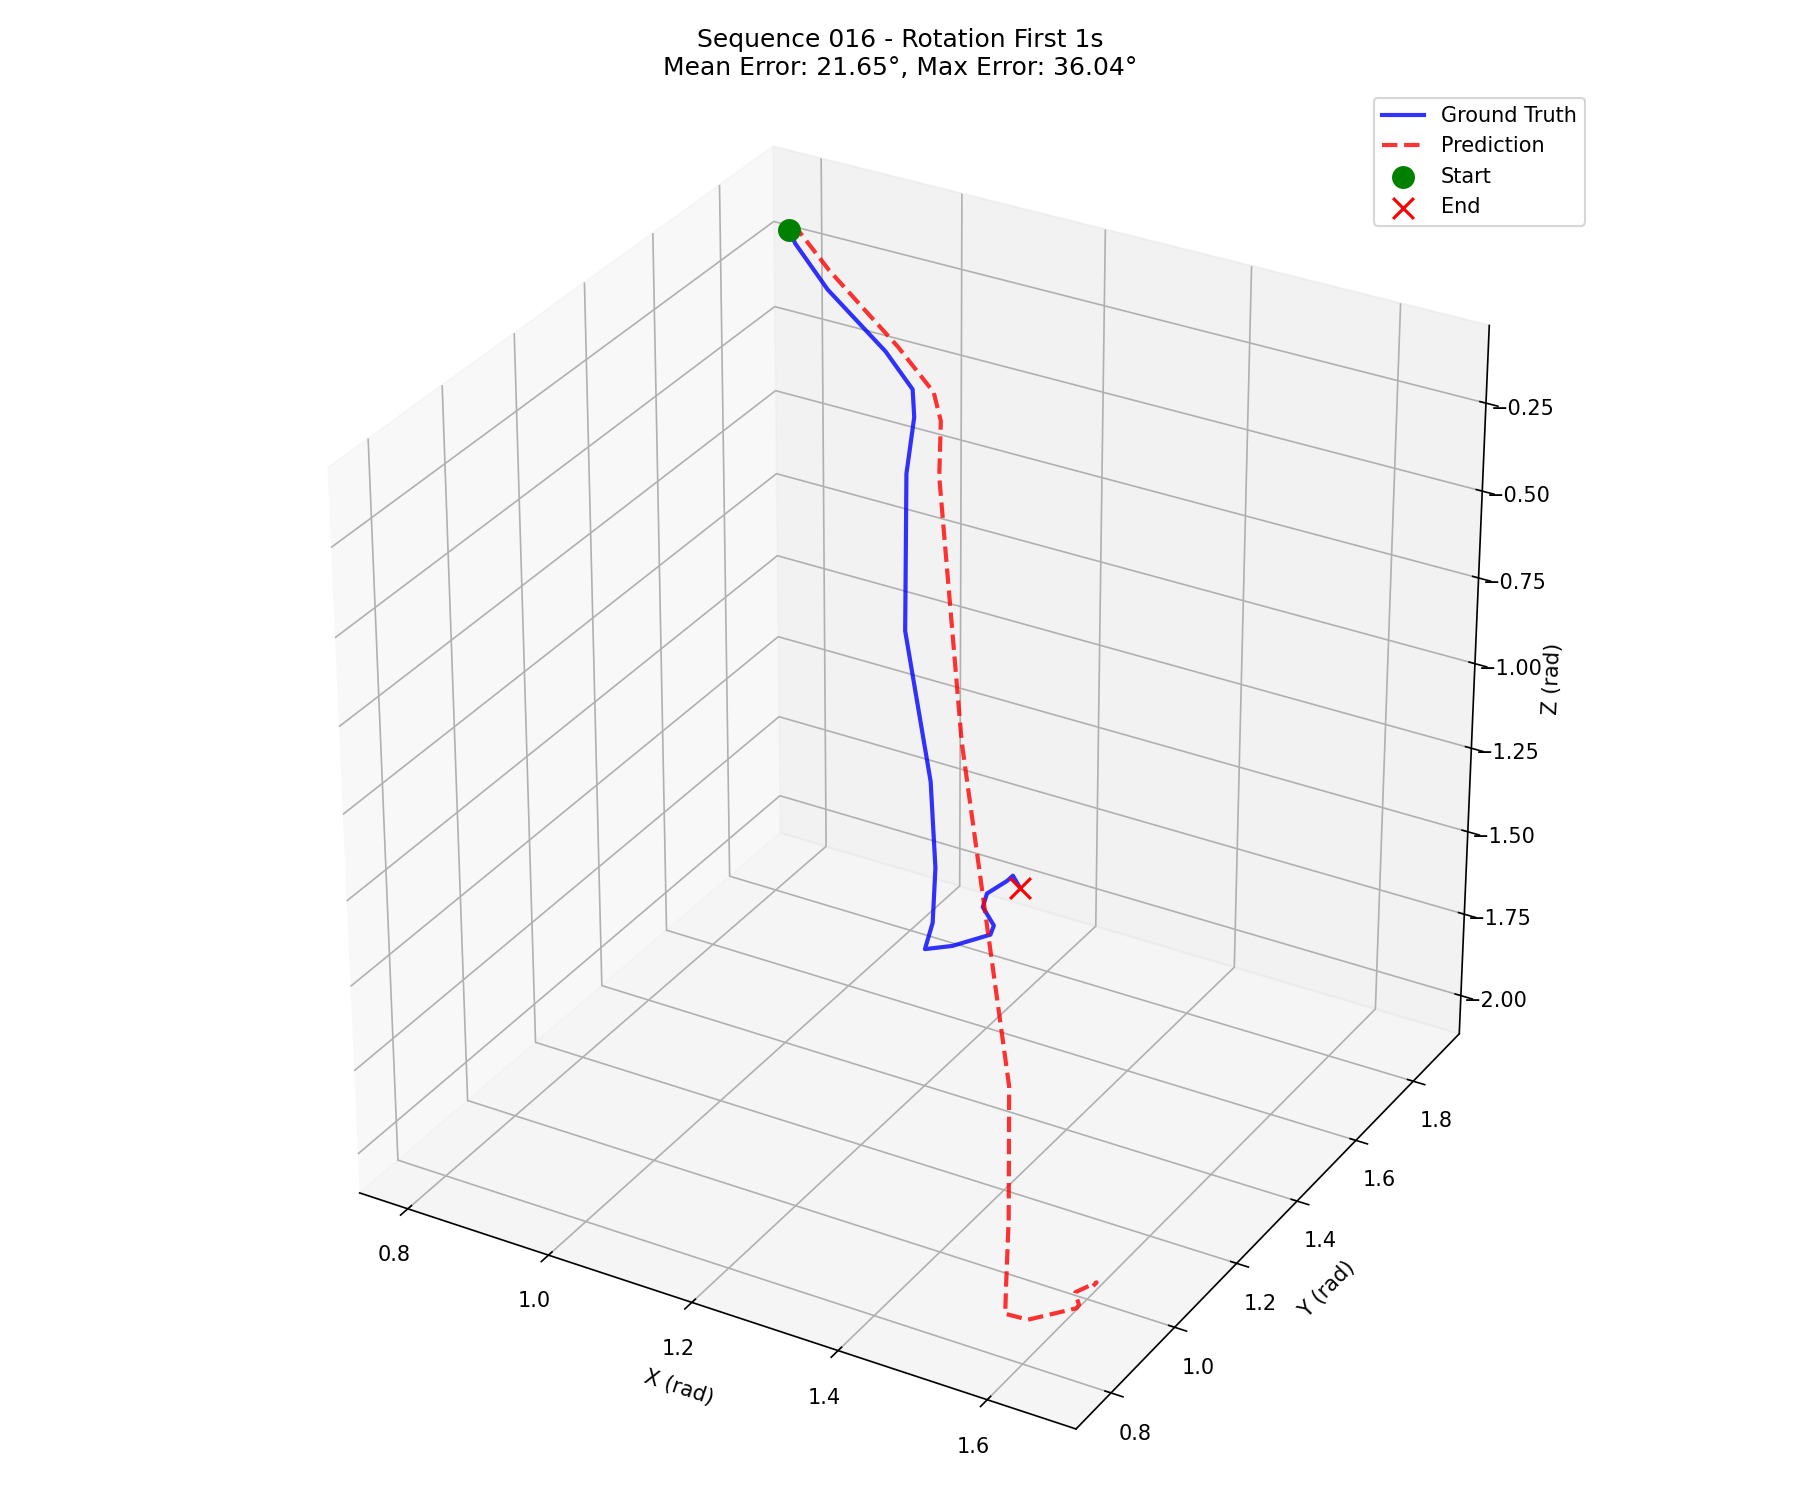 Sequence 016 - Rotation First 1s
Mean Error: 21.65°, Max Error: 36.04°
Ground Truth
Prediction
Start
End
−0.25
−0.50
−0.75
−1.00
−1.25
−1.50
−1.75
−2.00
Z (rad)
1.8
1.6
1.4
1.2
1.0
0.8
Y (rad)
0.8
1.0
1.2
1.4
1.6
X (rad)